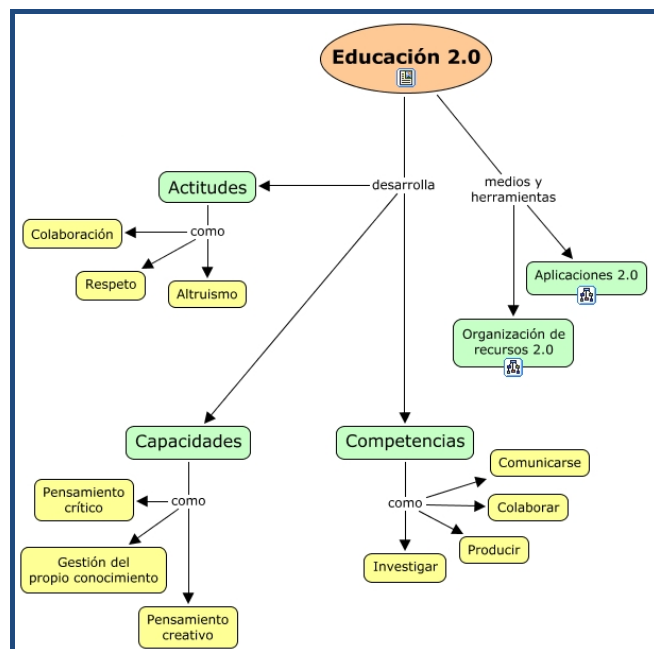 Educación 2.0
desarrolla
medios y
herramientas
Actitudes
como
Colaboración
Respeto
Altruismo
Aplicaciones 2.0
Organización de
recursos 2.0
Capacidades
como
Pensamiento
crítico
Gestión del
propio conocimiento
Pensamiento
creativo
Competencias
como
Comunicarse
Colaborar
Producir
Investigar